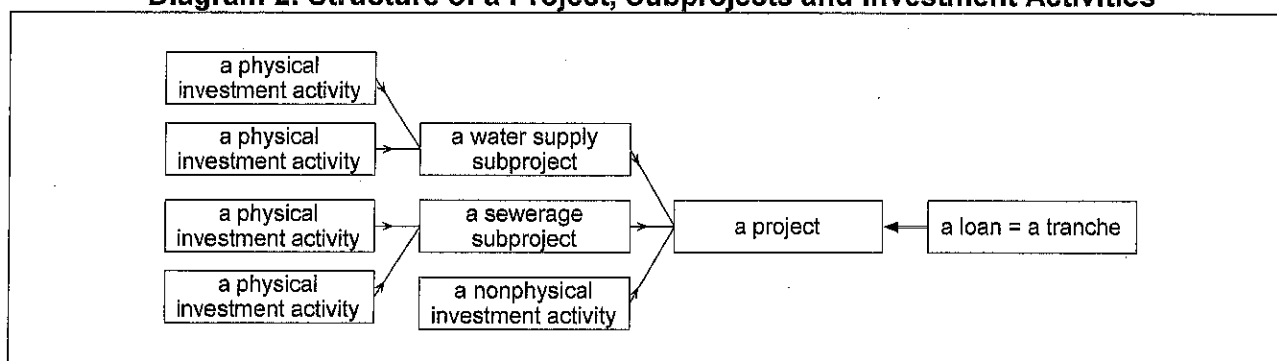 Diagram 2. Structure of a Project, Subprojects and Investment Activities
a physical
investment activity
a physical
investment activity
a water supply
subproject
a physical
investment activity
a sewerage
subproject
a project
a loan = a tranche
a physical
investment activity
a nonphysical
investment activity